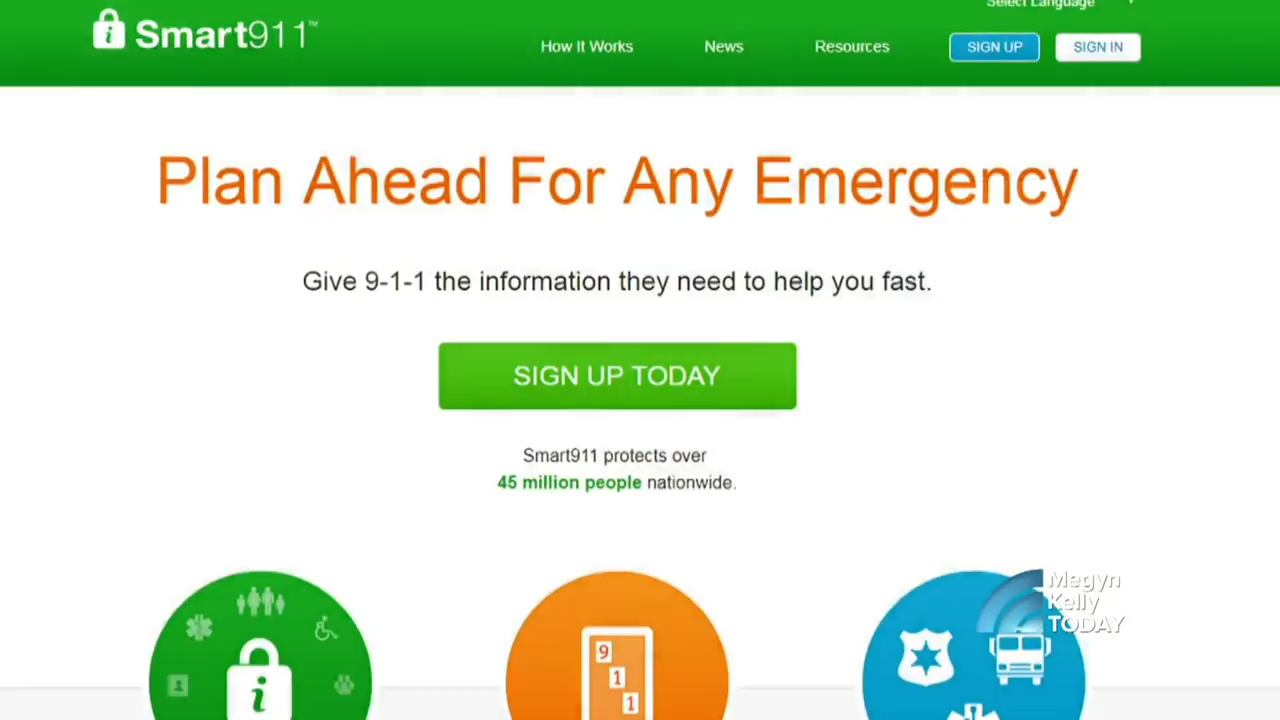 Select Language
Smart911™
How It Works
News
Resources
SIGN UP
SIGN IN
Plan Ahead For Any Emergency
Give 9-1-1 the information they need to help you fast.
SIGN UP TODAY
Smart911 protects over
45 million people nationwide.
i
9
1
1
Megyn
Kelly
TODAY